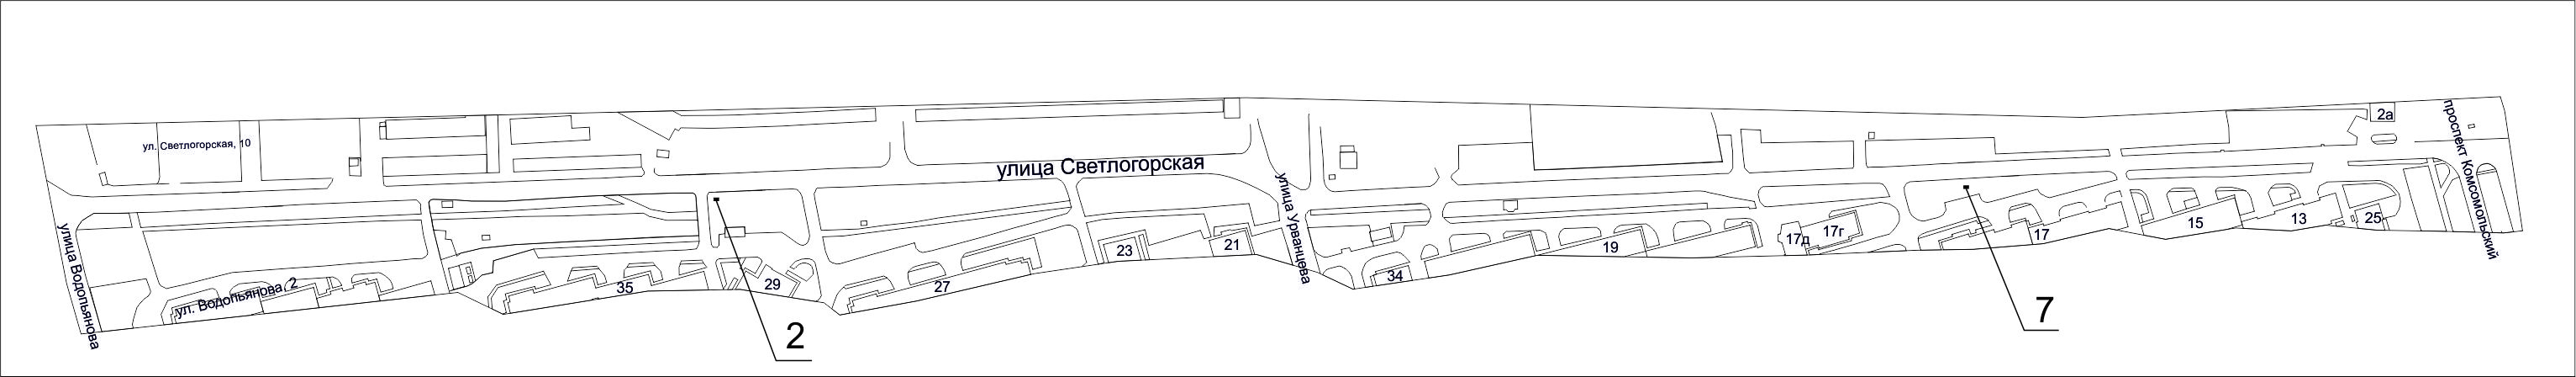 ул. Светлогорская, 10
улица Светлогорская
2а
проспект Комсомольский
улица Водопьянова
ул. Водопьянова, 2
35
29
2
27
23
21
улица Урванцева
34
19
17д
17г
7
17
15
13
25